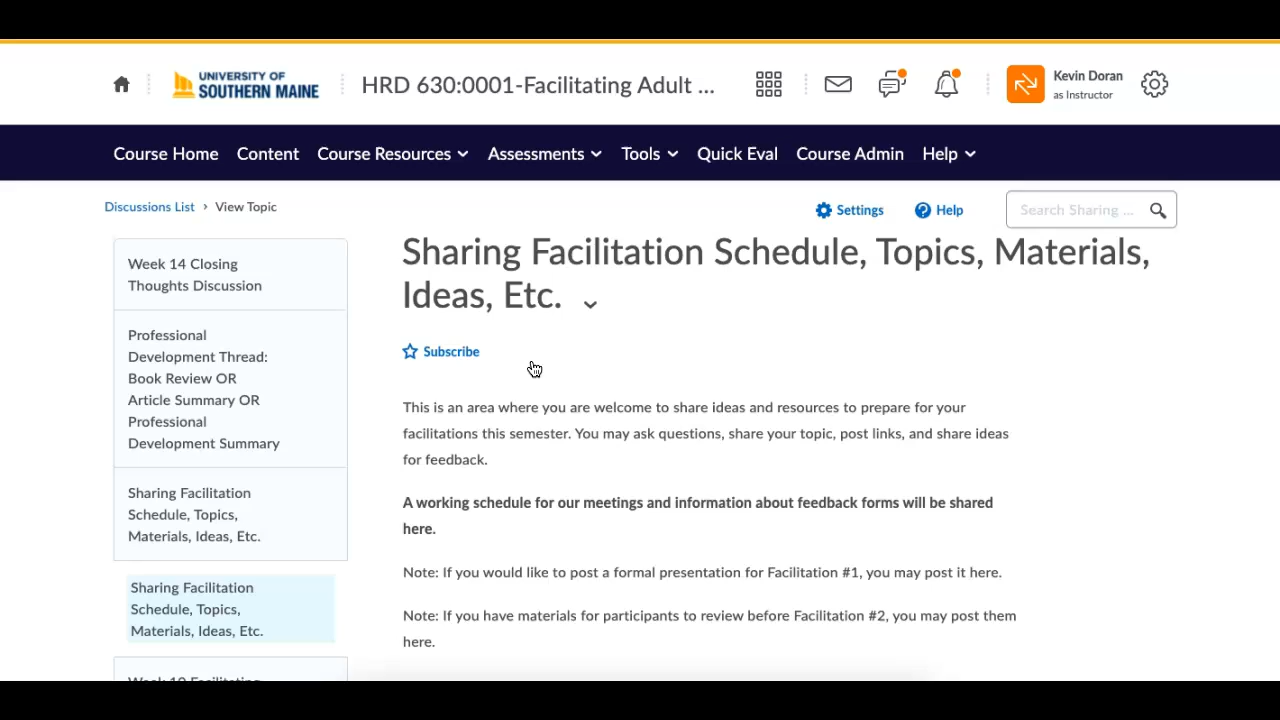 UNIVERSITY OF
SOUTHERN MAINE
HRD 630:0001-Facilitating Adult ...
Kevin Doran
as Instructor
Course Home Content Course Resources Assessments Tools Quick Eval Course Admin Help
Discussions List › View Topic
Settings Help Search Sharing ...
Week 14 Closing
Thoughts Discussion
Professional
Development Thread:
Book Review OR
Article Summary OR
Professional
Development Summary
Sharing Facilitation
Schedule, Topics,
Materials, Ideas, Etc.
Sharing Facilitation
Schedule, Topics,
Materials, Ideas, Etc.
Sharing Facilitation Schedule, Topics, Materials,
Ideas, Etc.
Subscribe
This is an area where you are welcome to share ideas and resources to prepare for your
facilitations this semester. You may ask questions, share your topic, post links, and share ideas
for feedback.
A working schedule for our meetings and information about feedback forms will be shared
here.
Note: If you would like to post a formal presentation for Facilitation #1, you may post it here.
Note: If you have materials for participants to review before Facilitation #2, you may post them
here.